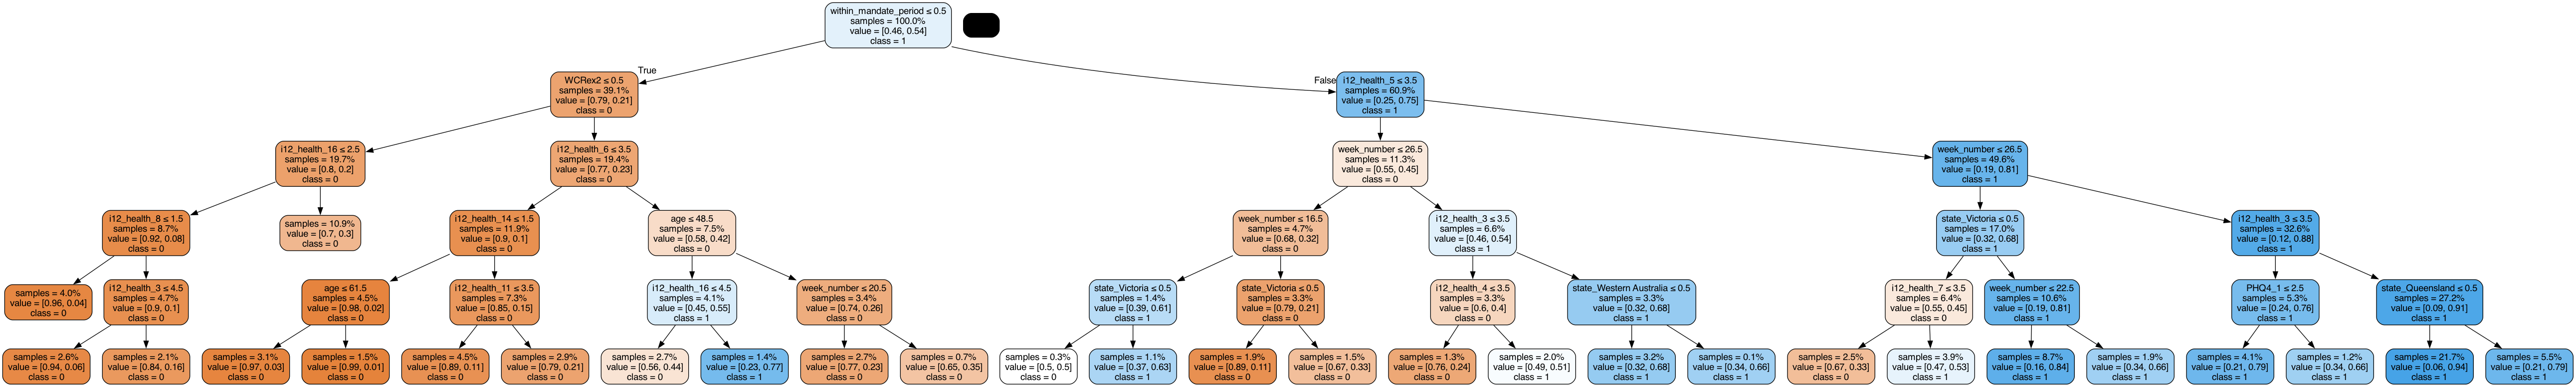 within_mandate_period ≤ 0.5
samples = 100.0%
value = [0.46, 0.54]
class = 1
True
False
WCRex2 ≤ 0.5
samples = 39.1%
value = [0.79, 0.21]
class = 0
i12_health_5 ≤ 3.5
samples = 60.9%
value = [0.25, 0.75]
class = 1
i12_health_16 ≤ 2.5
samples = 19.7%
value = [0.8, 0.2]
class = 0
i12_health_6 ≤ 3.5
samples = 19.4%
value = [0.77, 0.23]
class = 0
week_number ≤ 26.5
samples = 11.3%
value = [0.55, 0.45]
class = 0
week_number ≤ 26.5
samples = 49.6%
value = [0.19, 0.81]
class = 1
i12_health_8 ≤ 1.5
samples = 8.7%
value = [0.92, 0.08]
class = 0
samples = 10.9%
value = [0.7, 0.3]
class = 0
i12_health_14 ≤ 1.5
samples = 11.9%
value = [0.9, 0.1]
class = 0
age ≤ 48.5
samples = 7.5%
value = [0.58, 0.42]
class = 0
week_number ≤ 16.5
samples = 4.7%
value = [0.68, 0.32]
class = 0
i12_health_3 ≤ 3.5
samples = 6.6%
value = [0.46, 0.54]
class = 1
state_Victoria ≤ 0.5
samples = 17.0%
value = [0.32, 0.68]
class = 1
i12_health_3 ≤ 3.5
samples = 32.6%
value = [0.12, 0.88]
class = 1
samples = 4.0%
value = [0.96, 0.04]
class = 0
i12_health_3 ≤ 4.5
samples = 4.7%
value = [0.9, 0.1]
class = 0
age ≤ 61.5
samples = 4.5%
value = [0.98, 0.02]
class = 0
i12_health_11 ≤ 3.5
samples = 7.3%
value = [0.85, 0.15]
class = 0
i12_health_16 ≤ 4.5
samples = 4.1%
value = [0.45, 0.55]
class = 1
week_number ≤ 20.5
samples = 3.4%
value = [0.74, 0.26]
class = 0
state_Victoria ≤ 0.5
samples = 1.4%
value = [0.39, 0.61]
class = 1
state_Victoria ≤ 0.5
samples = 3.3%
value = [0.79, 0.21]
class = 0
i12_health_4 ≤ 3.5
samples = 3.3%
value = [0.6, 0.4]
class = 0
state_Western Australia ≤ 0.5
samples = 3.3%
value = [0.32, 0.68]
class = 1
i12_health_7 ≤ 3.5
samples = 6.4%
value = [0.55, 0.45]
class = 0
week_number ≤ 22.5
samples = 10.6%
value = [0.19, 0.81]
class = 1
PHQ4_1 ≤ 2.5
samples = 5.3%
value = [0.24, 0.76]
class = 1
state_Queensland ≤ 0.5
samples = 27.2%
value = [0.09, 0.91]
class = 1
samples = 2.6%
value = [0.94, 0.06]
class = 0
samples = 2.1%
value = [0.84, 0.16]
class = 0
samples = 3.1%
value = [0.97, 0.03]
class = 0
samples = 1.5%
value = [0.99, 0.01]
class = 0
samples = 4.5%
value = [0.89, 0.11]
class = 0
samples = 2.9%
value = [0.79, 0.21]
class = 0
samples = 2.7%
value = [0.56, 0.44]
class = 0
samples = 1.4%
value = [0.23, 0.77]
class = 1
samples = 2.7%
value = [0.77, 0.23]
class = 0
samples = 0.7%
value = [0.65, 0.35]
class = 0
samples = 0.3%
value = [0.5, 0.5]
class = 0
samples = 1.1%
value = [0.37, 0.63]
class = 1
samples = 1.9%
value = [0.89, 0.11]
class = 0
samples = 1.5%
value = [0.67, 0.33]
class = 0
samples = 1.3%
value = [0.76, 0.24]
class = 0
samples = 2.0%
value = [0.49, 0.51]
class = 1
samples = 3.2%
value = [0.32, 0.68]
class = 1
samples = 0.1%
value = [0.34, 0.66]
class = 1
samples = 2.5%
value = [0.67, 0.33]
class = 0
samples = 3.9%
value = [0.47, 0.53]
class = 1
samples = 8.7%
value = [0.16, 0.84]
class = 1
samples = 1.9%
value = [0.34, 0.66]
class = 1
samples = 4.1%
value = [0.21, 0.79]
class = 1
samples = 1.2%
value = [0.34, 0.66]
class = 1
samples = 21.7%
value = [0.06, 0.94]
class = 1
samples = 5.5%
value = [0.21, 0.79]
class = 1